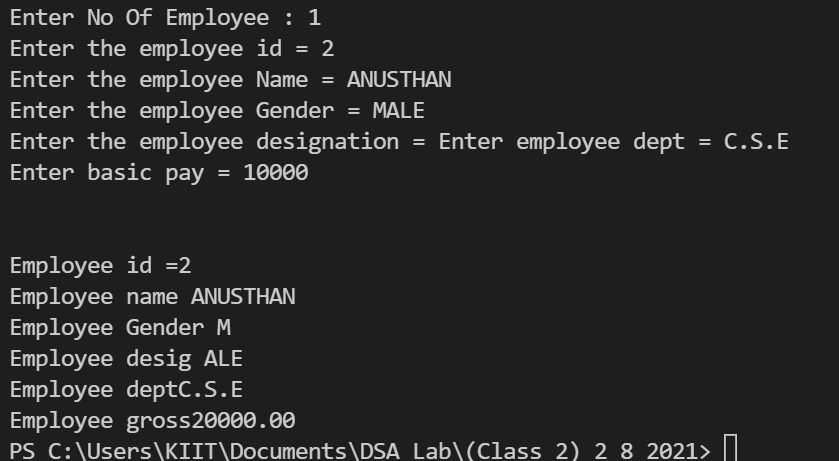 Enter No Of Employee : 1
Enter the employee id = 2
Enter the employee Name = ANUSTHAN
Enter the employee Gender = MALE
Enter the employee designation = Enter employee dept = C.S.E
Enter basic pay = 10000
Employee id =2
Employee name ANUSTHAN
Employee Gender M
Employee desig ALE
Employee deptC.S.E
Employee gross20000.00
PS C:\Users\KIIT\Documents\DSA Lab\(Class 2) 2 8 2021>